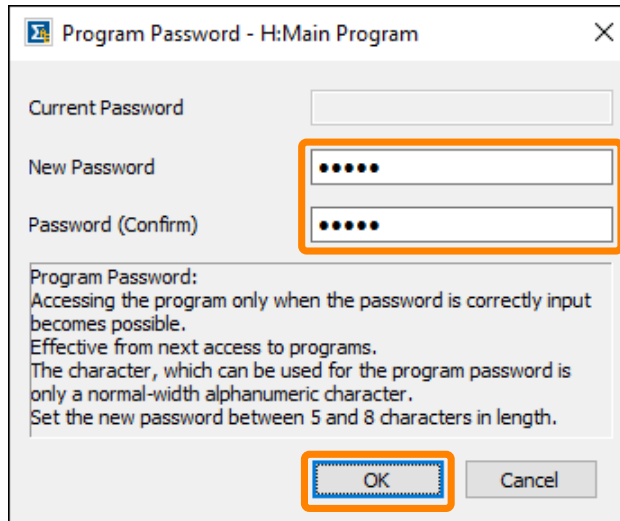 Program Password - H:Main Program
Current Password
New Password •••••
Password (Confirm) •••••
Program Password:
Accessing the program only when the password is correctly input
becomes possible.
Effective from next access to programs.
The character, which can be used for the program password is
only a normal-width alphanumeric character.
Set the new password between 5 and 8 characters in length.
OK Cancel